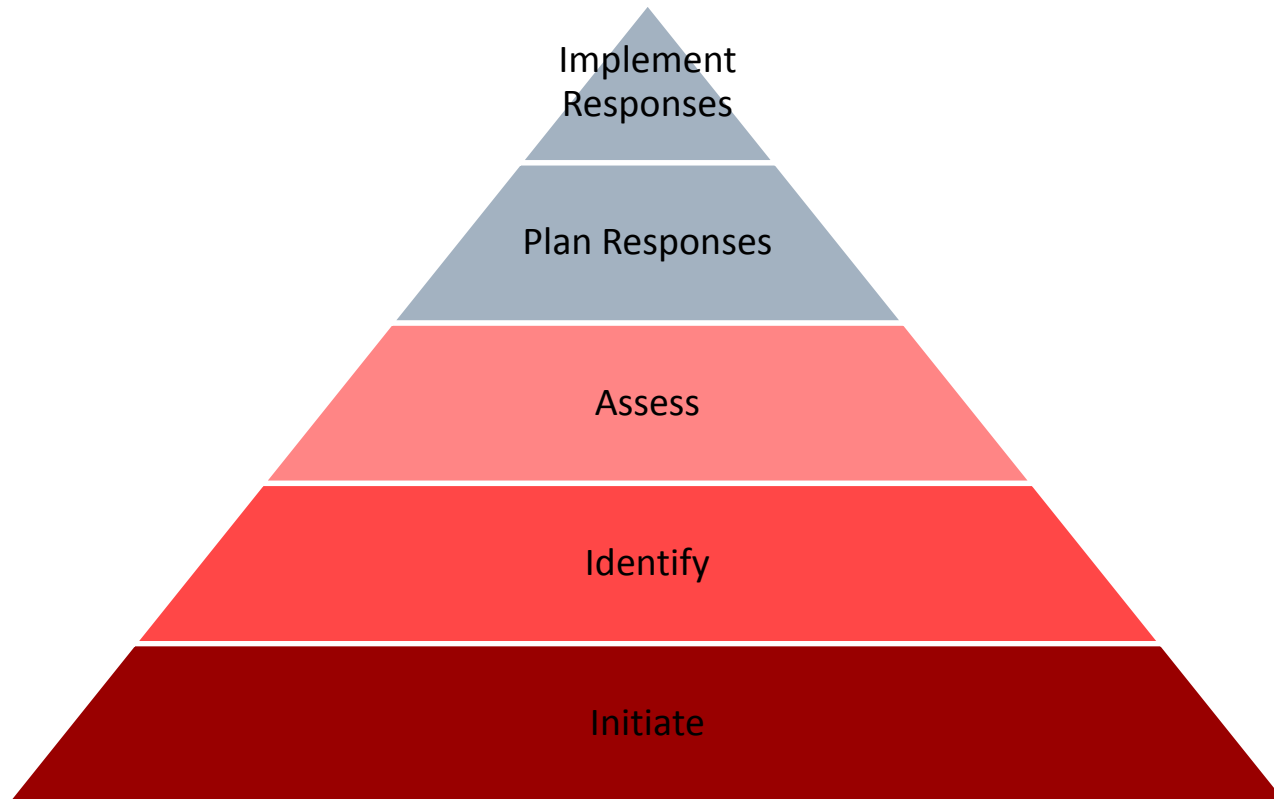 Implement
Responses
Plan Responses
Assess
Identify
Initiate